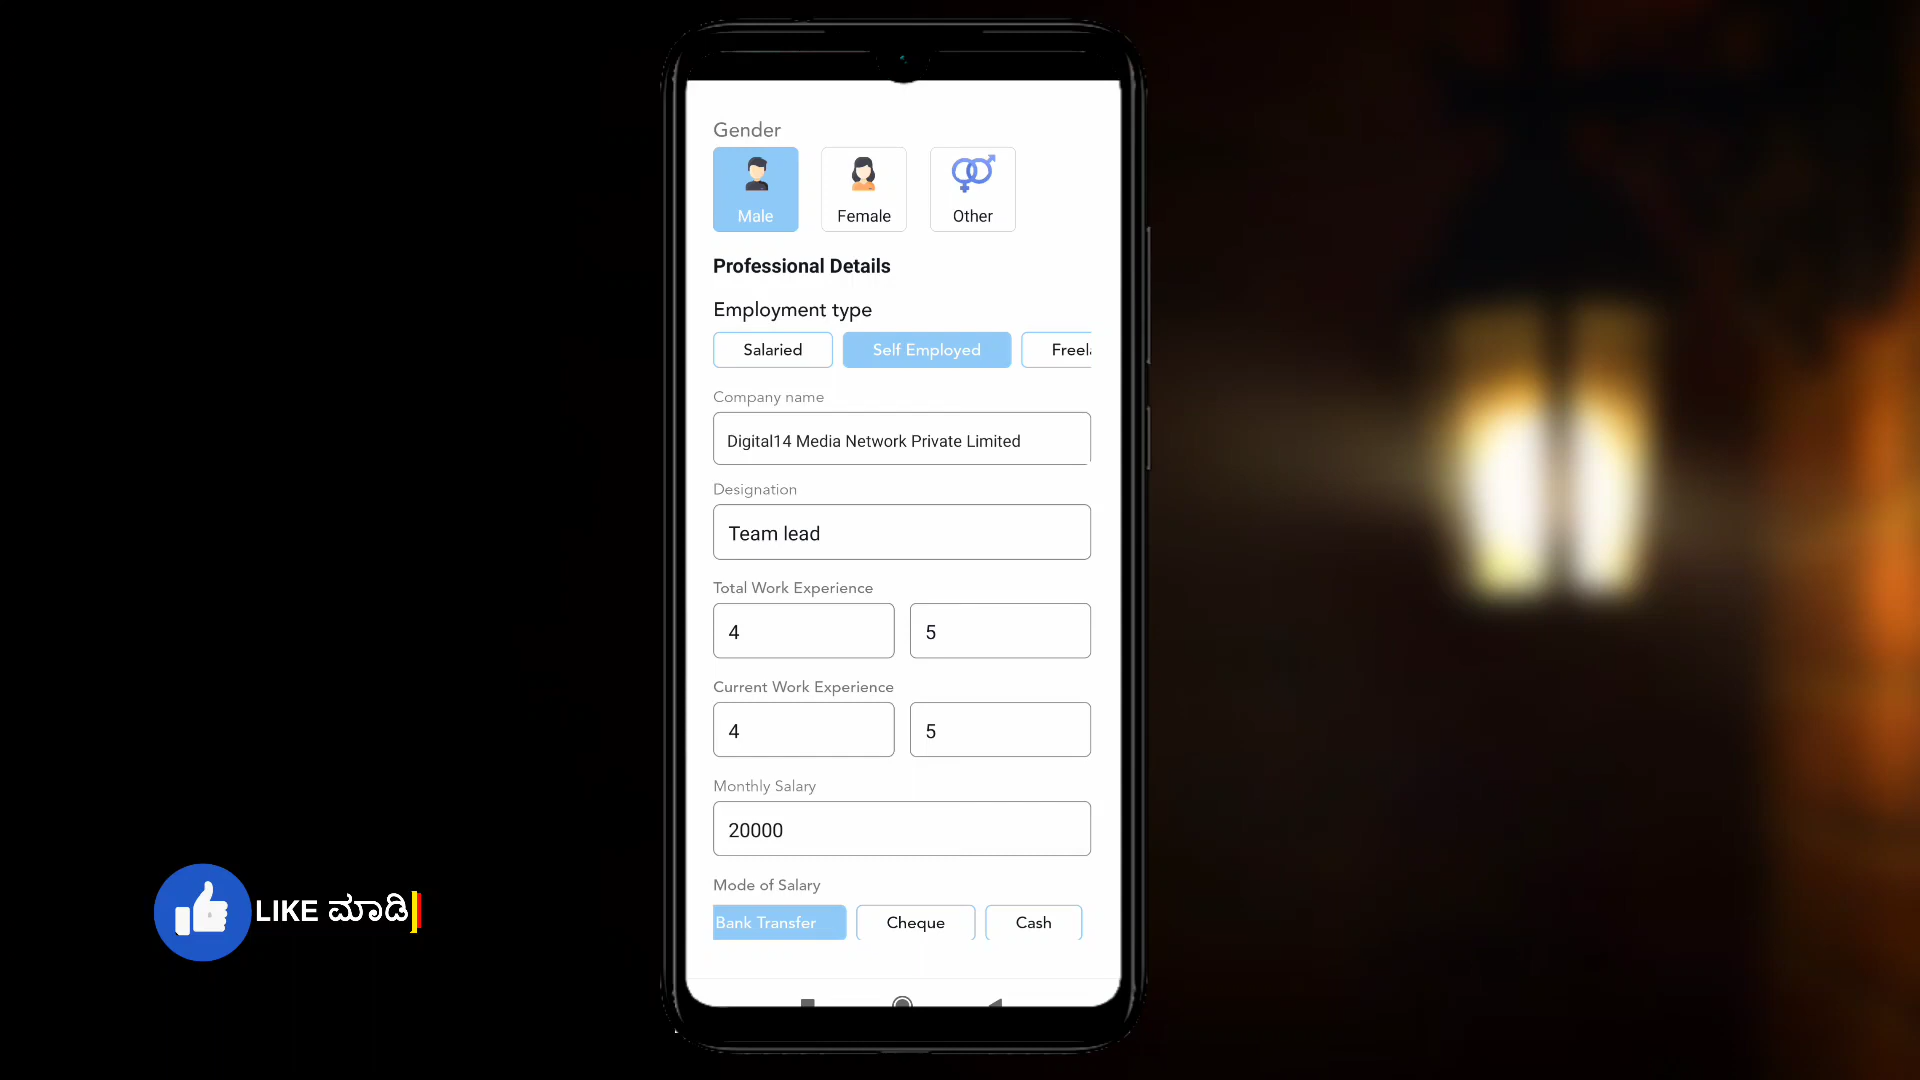 Gender
Male Female Other
Professional Details
Employment type
Salaried Self Employed Freel
Company name
Digital14 Media Network Private Limited
Designation
Team lead
Total Work Experience
4 5
Current Work Experience
4 5
Monthly Salary
20000
Mode of Salary
Bank Transfer Cheque Cash
LIKE ಮಾಡಿ